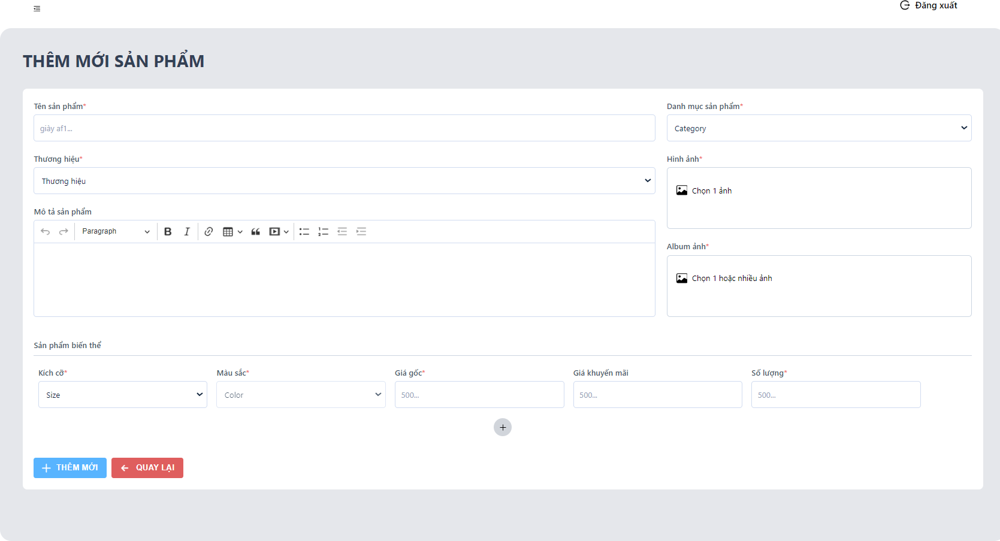 Đăng xuất
THÊM MỚI SẢN PHẨM
Tên sản phẩm*
giày af1...
Danh mục sản phẩm*
Category
Thương hiệu*
Thương hiệu
Hình ảnh*
Chọn 1 ảnh
Mô tả sản phẩm
Paragraph
Album ảnh*
Chọn 1 hoặc nhiều ảnh
Sản phẩm biến thể
Kích cỡ* Màu sắc* Giá gốc* Giá khuyến mãi Số lượng*
Size Color 500... 500... 500...
THÊM MỚI QUAY LẠI